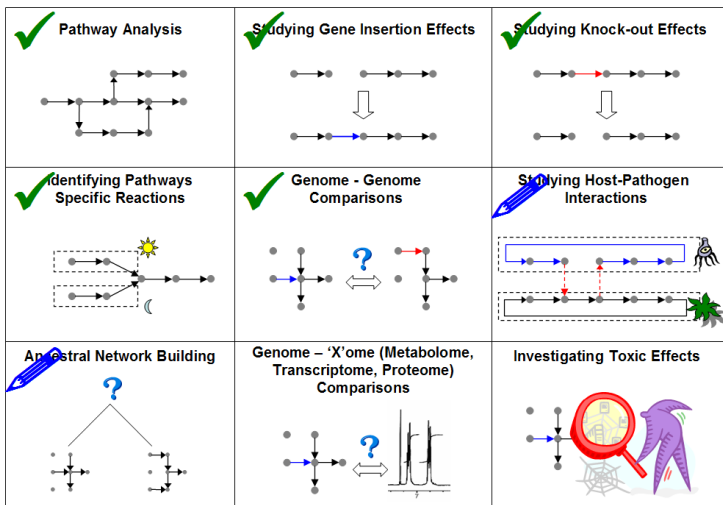 Pathway Analysis
Studying Gene Insertion Effects
Studying Knock-out Effects
Identifying Pathways
Specific Reactions
Genome - Genome
Comparisons
?
Studying Host-Pathogen
Interactions
Ancestral Network Building
?
Genome – 'X'ome (Metabolome,
Transcriptome, Proteome)
Comparisons
?
Investigating Toxic Effects